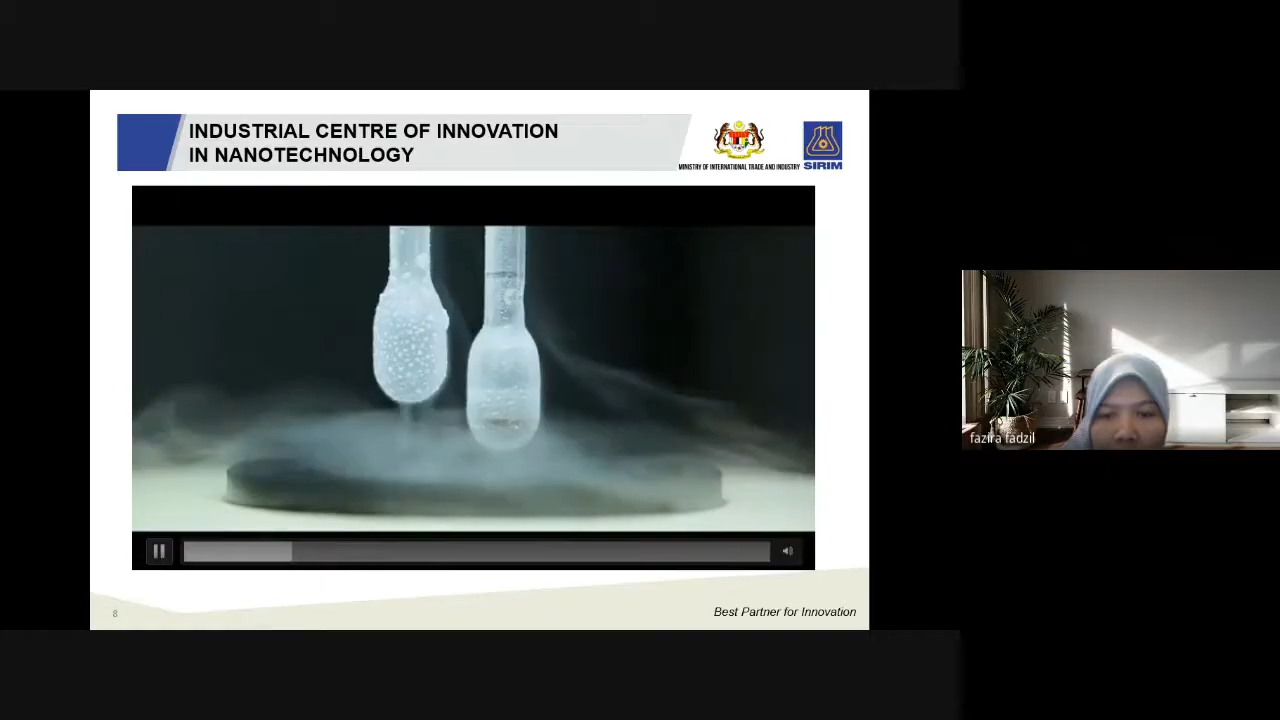 INDUSTRIAL CENTRE OF INNOVATION
IN NANOTECHNOLOGY
MINISTRY OF INTERNATIONAL TRADE AND INDUSTRY
SIRIM
fazira fadzil
8
Best Partner for Innovation